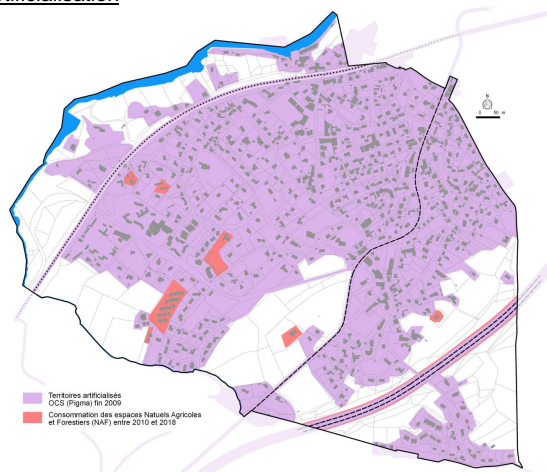 Territoires artificialisés
OCS (Pigma) fin 2009
Consommation des espaces Natuels Agricoles
et Forestiers (NAF) entre 2010 et 2018